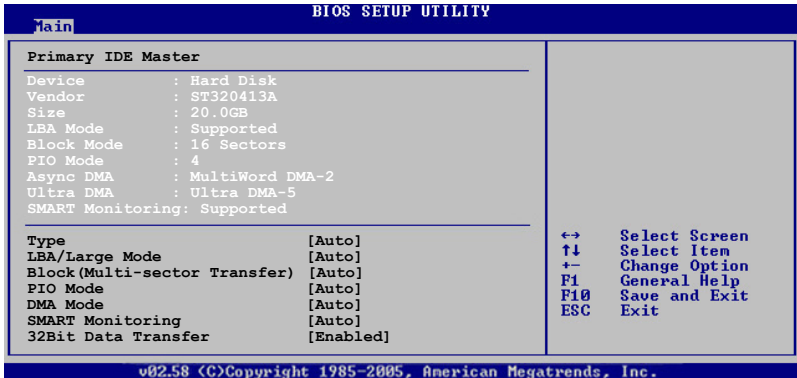 BIOS SETUP UTILITY
Main
Primary IDE Master
Device : Hard Disk
Vendor : ST320413A
Size : 20.0GB
LBA Mode : Supported
Block Mode : 16 Sectors
PIO Mode : 4
Async DMA : MultiWord DMA-2
Ultra DMA : Ultra DMA-5
SMART Monitoring: Supported
Type [Auto]
LBA/Large Mode [Auto]
Block(Multi-sector Transfer) [Auto]
PIO Mode [Auto]
DMA Mode [Auto]
SMART Monitoring [Auto]
32Bit Data Transfer [Enabled]
←→ Select Screen
↑↓ Select Item
+- Change Option
F1 General Help
F10 Save and Exit
ESC Exit
v02.58 (C)Copyright 1985-2005, American Megatrends, Inc.